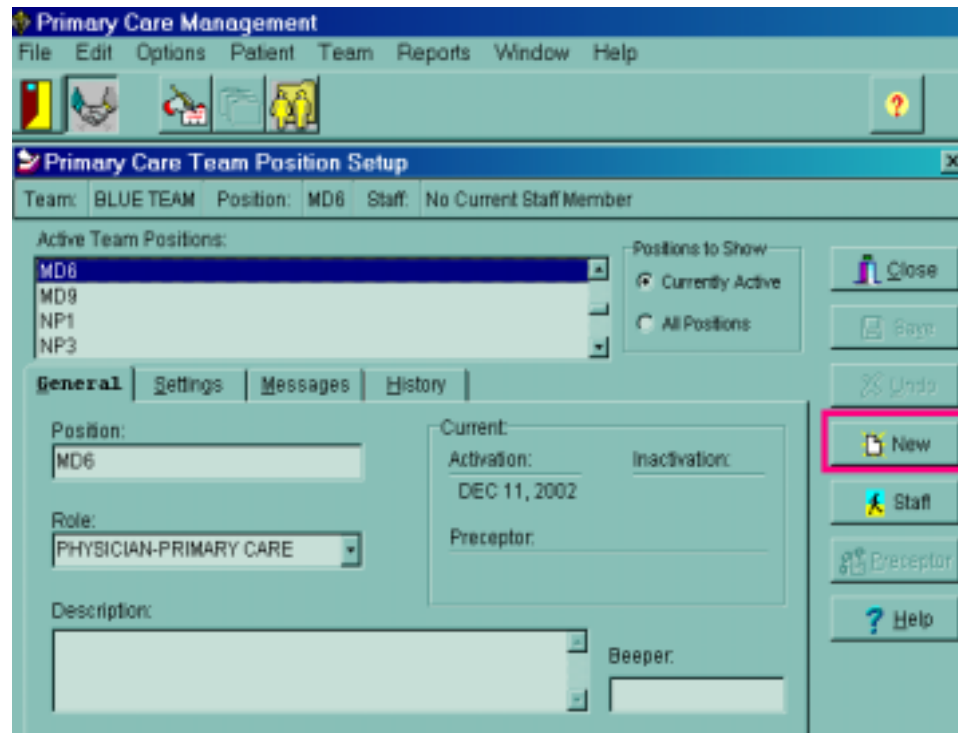 Primary Care Management
File Edit Options Patient Team Reports Window Help
?
Primary Care Team Position Setup
Team: BLUE TEAM Position: MD6 Staff: No Current Staff Member
Active Team Positions:
MD6
MD9
NP1
NP3
Positions to Show
Currently Active
All Positions
Close
Save
Undo
New
Staff
Preceptor
? Help
General Settings Messages History
Position:
MD6
Role:
PHYSICIAN-PRIMARY CARE
Current:
Activation: Inactivation:
DEC 11, 2002
Preceptor:
Description:
Beeper: